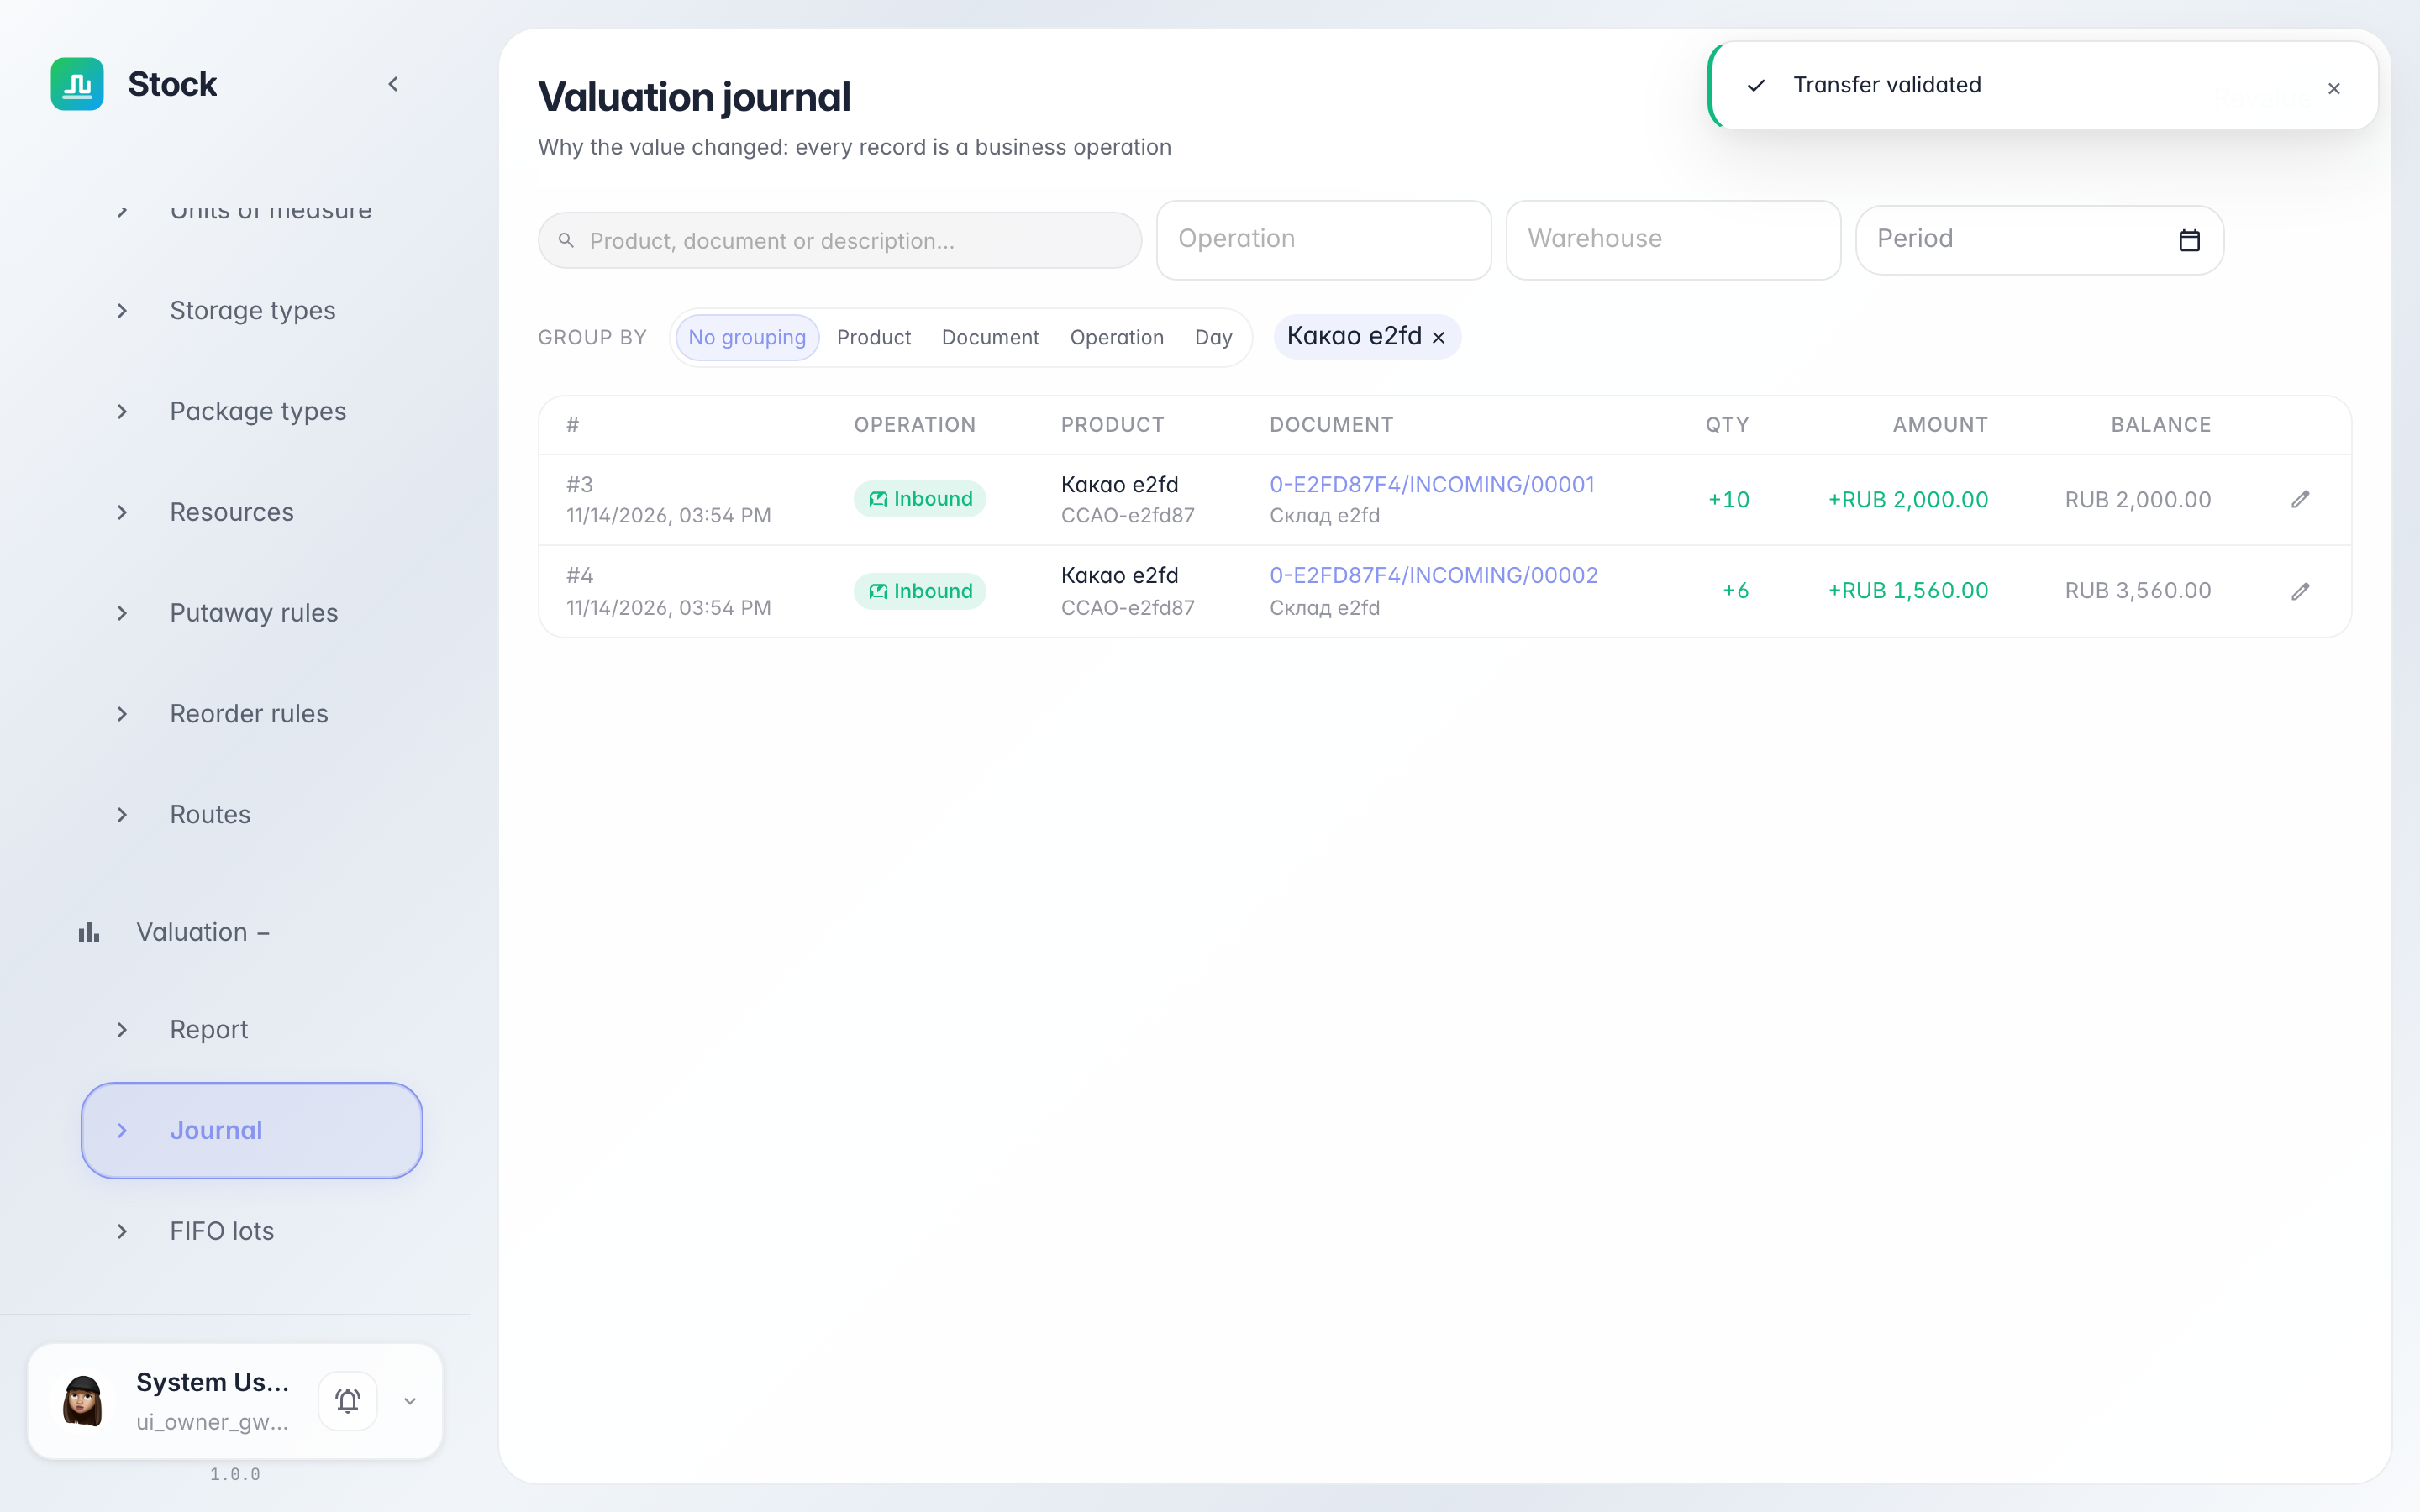 Stock
Units of measure
Storage types
Package types
Resources
Putaway rules
Reorder rules
Routes
Valuation –
Report
Journal
FIFO lots
System Us...
ui_owner_gw...
1.0.0
Valuation journal
Why the value changed: every record is a business operation
Transfer validated
Product, document or description...
Operation
Warehouse
Period
GROUP BY
No grouping
Product
Document
Operation
Day
Какао e2fd
#
OPERATION
PRODUCT
DOCUMENT
QTY
AMOUNT
BALANCE
#3
11/14/2026, 03:54 PM
Inbound
Какао e2fd
CCAO-e2fd87
0-E2FD87F4/INCOMING/00001
Склад e2fd
+10
+RUB 2,000.00
RUB 2,000.00
#4
11/14/2026, 03:54 PM
Inbound
Какао e2fd
CCAO-e2fd87
0-E2FD87F4/INCOMING/00002
Склад e2fd
+6
+RUB 1,560.00
RUB 3,560.00